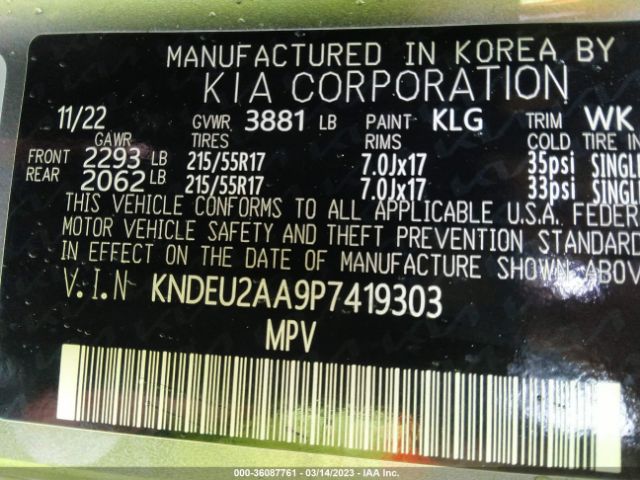 MANUFACTURED IN KOREA BY
KIA CORPORATION
11/22 GVWR 3881 LB PAINT KLG TRIM WK
GAWR TIRES RIMS COLD TIRE IN
FRONT 2293 LB 215/55R17 7.0Jx17 35psi SINGL
REAR 2062 LB 215/55R17 7.0Jx17 33psi SINGL
THIS VEHICLE CONFORMS TO ALL APPLICABLE U.S.A. FEDER
MOTOR VEHICLE SAFETY AND THEFT PREVENTION STANDAR
IN EFFECT ON THE DATE OF MANUFACTURE SHOWN ABOV
V.I.N KNDEU2AA9P7419303
MPV
000-36087761 - 03/14/2023 - IAA Inc.